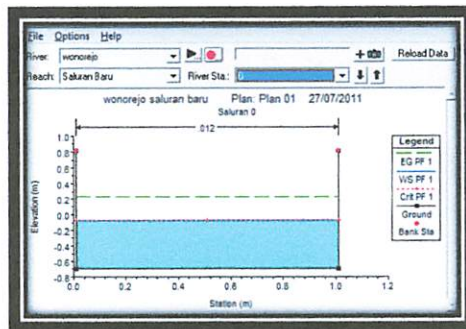 File Options Help
River: wonorejo Reload Data
Reach: Saluran Baru River Sta.: 0
wonorejo saluran baru Plan: Plan 01 27/07/2011
Saluran 0
.012
Legend
EG PF 1
WS PF 1
Crit PF 1
Ground
Bank Sta
Elevation (m)
1.0
0.8
0.6
0.4
0.2
0.0
-0.2
-0.4
-0.6
-0.8
0.0 0.2 0.4 0.6 0.8 1.0 1.2
Station (m)